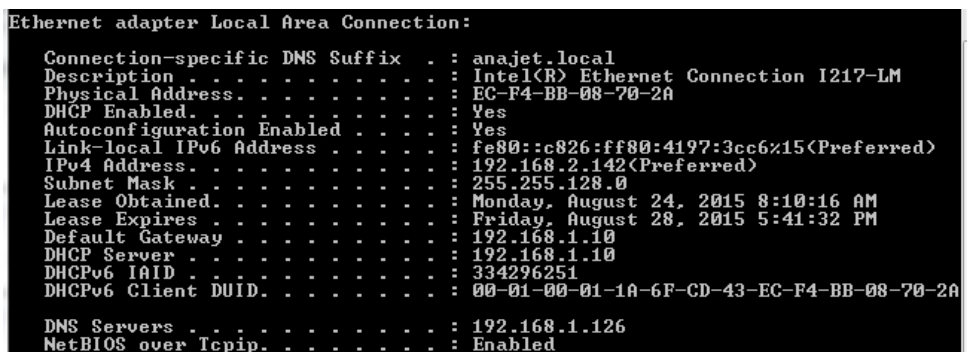 Ethernet adapter Local Area Connection:
Connection-specific DNS Suffix . : anajet.local
Description . . . . . . . . . . . : Intel(R) Ethernet Connection I217-LM
Physical Address. . . . . . . . . : EC-F4-BB-08-70-2A
DHCP Enabled. . . . . . . . . . . : Yes
Autoconfiguration Enabled . . . . : Yes
Link-local IPv6 Address . . . . . : fe80::c826:ff80:4197:3cc6%15(Preferred)
IPv4 Address. . . . . . . . . . . : 192.168.2.142(Preferred)
Subnet Mask . . . . . . . . . . . : 255.255.128.0
Lease Obtained. . . . . . . . . . : Monday, August 24, 2015 8:10:16 AM
Lease Expires . . . . . . . . . . : Friday, August 28, 2015 5:41:32 PM
Default Gateway . . . . . . . . . : 192.168.1.10
DHCP Server . . . . . . . . . . . : 192.168.1.10
DHCPv6 IAID . . . . . . . . . . . : 334296251
DHCPv6 Client DUID. . . . . . . . : 00-01-00-01-1A-6F-CD-43-EC-F4-BB-08-70-2A
DNS Servers . . . . . . . . . . . : 192.168.1.126
NetBIOS over Tcpip. . . . . . . . : Enabled